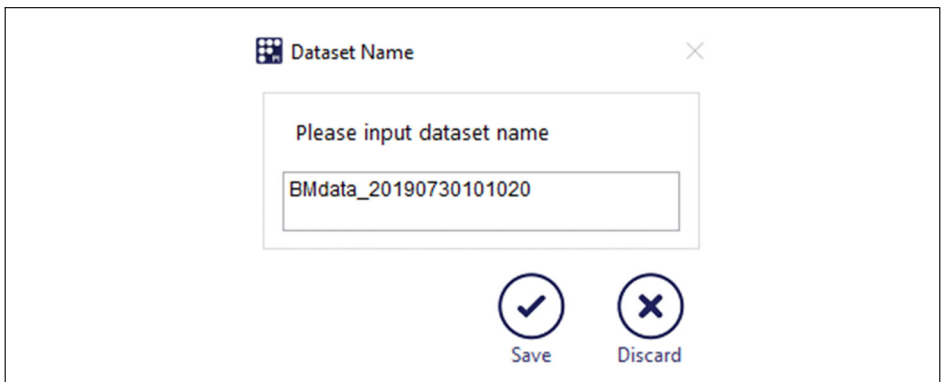 Dataset Name
Please input dataset name
BMdata_20190730101020
Save
Discard